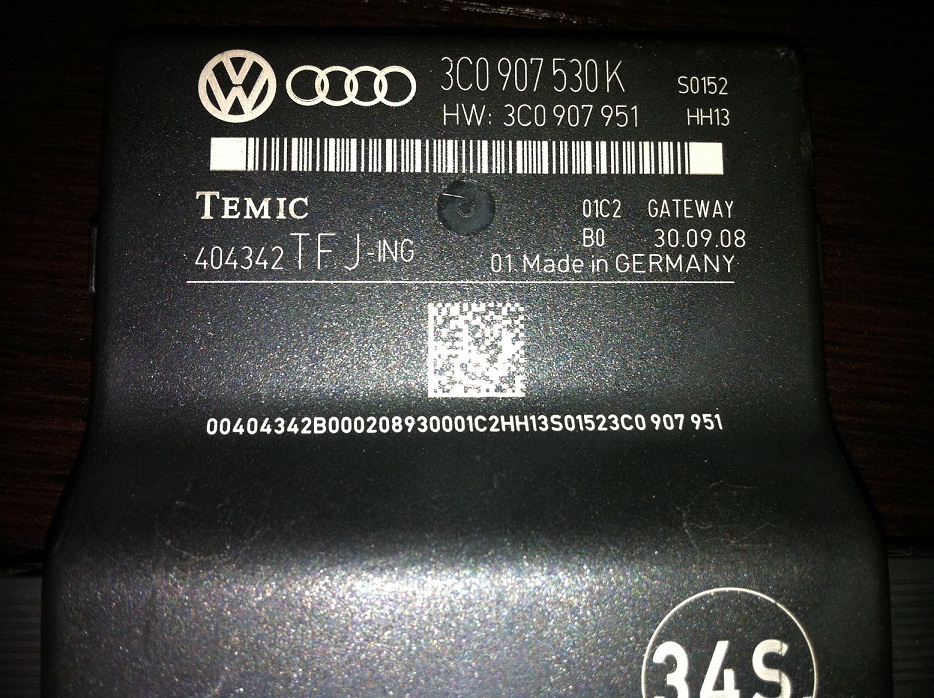 3C0 907 530 K S0152
HW: 3C0 907 951 HH13
TEMIC 01C2 GATEWAY
B0 30.09.08
404342 TFJ-ING 01 Made in GERMANY
00404342B000208930001C2HH13S01523C0 907 951
34S